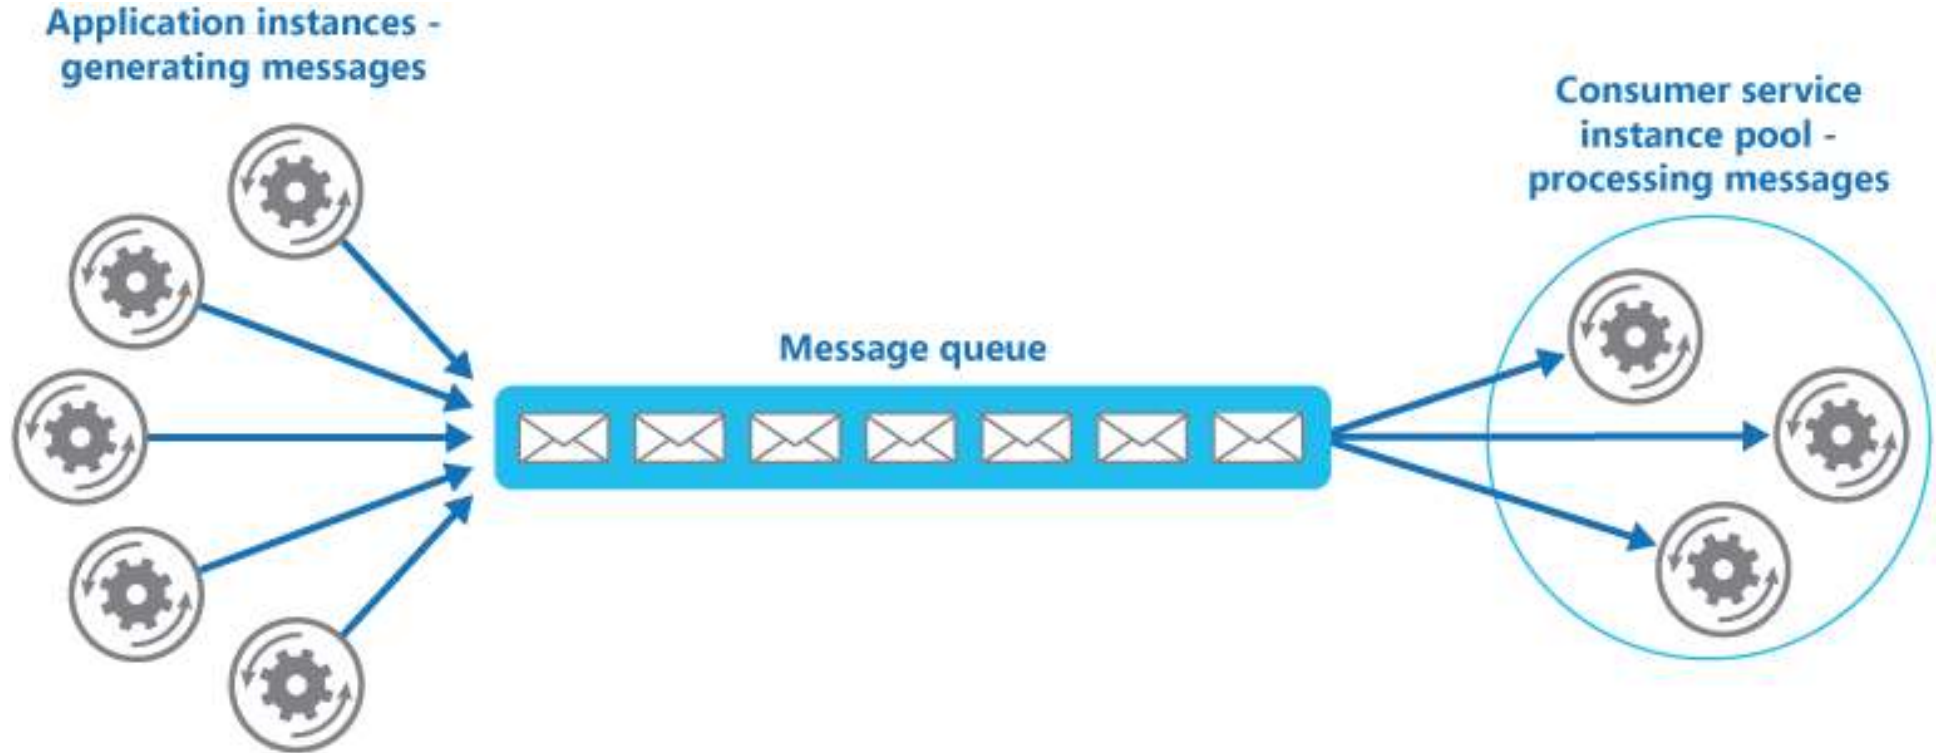 Application instances -
generating messages
Message queue
Consumer service
instance pool -
processing messages